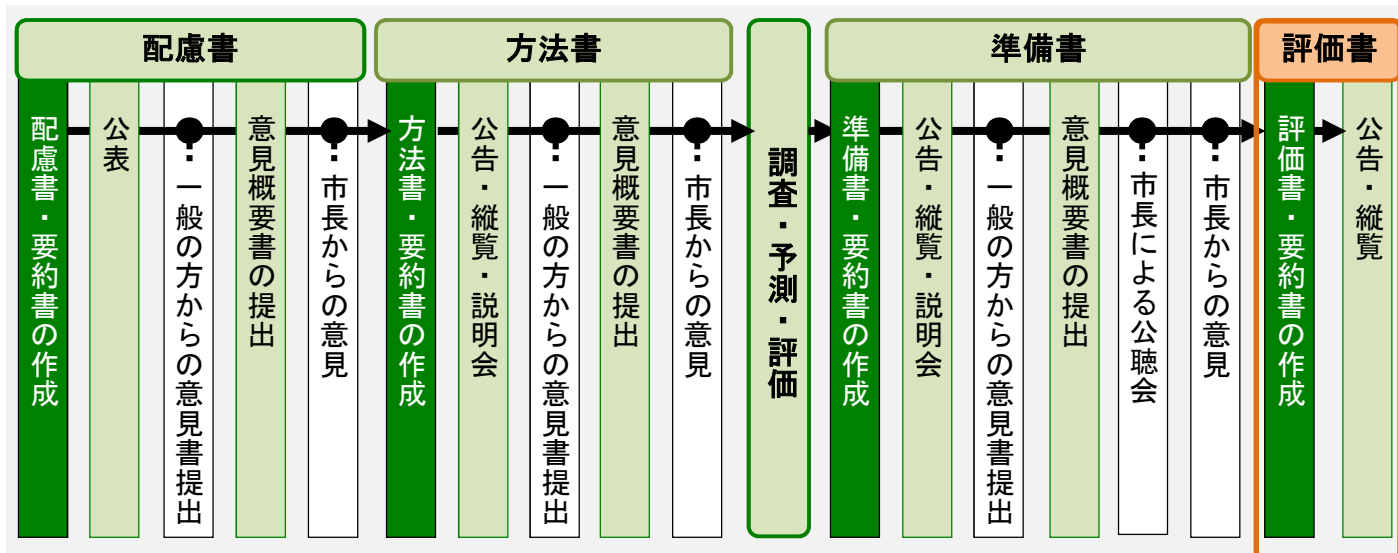 配慮書
配慮書・要約書の作成
公表
・一般の方からの意見書提出
意見概要書の提出
・市長からの意見
方法書
方法書・要約書の作成
公告・縦覧・説明会
・一般の方からの意見書提出
意見概要書の提出
・市長からの意見
調査・予測・評価
準備書
準備書・要約書の作成
公告・縦覧・説明会
・一般の方からの意見書提出
意見概要書の提出
・市長による公聴会
・市長からの意見
評価書
評価書・要約書の作成
公告・縦覧